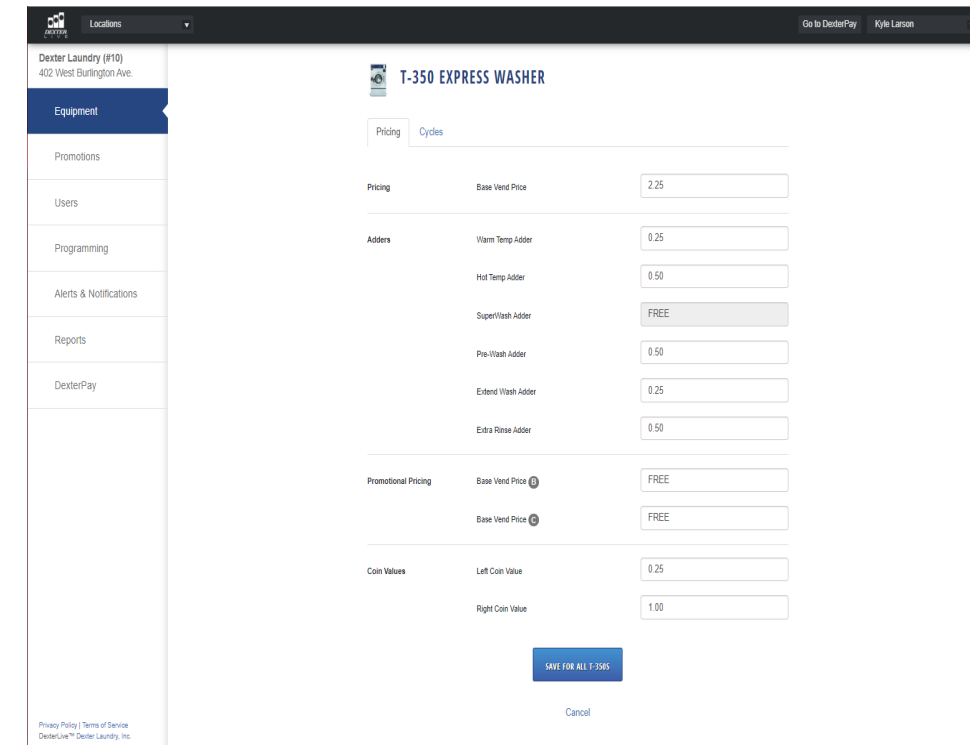 DEXTER
LIVE
Locations
Go to DexterPay
Kyle Larson
Dexter Laundry (#10)
402 West Burlington Ave.
Equipment
Promotions
Users
Programming
Alerts & Notifications
Reports
DexterPay
T-350 EXPRESS WASHER
Pricing Cycles
Pricing Base Vend Price 2.25
Adders Warm Temp Adder 0.25
Hot Temp Adder 0.50
SuperWash Adder FREE
Pre-Wash Adder 0.50
Extend Wash Adder 0.25
Extra Rinse Adder 0.50
Promotional Pricing Base Vend Price B FREE
Base Vend Price C FREE
Coin Values Left Coin Value 0.25
Right Coin Value 1.00
SAVE FOR ALL T-350S
Cancel
Privacy Policy | Terms of Service
DexterLive™ Dexter Laundry, Inc.